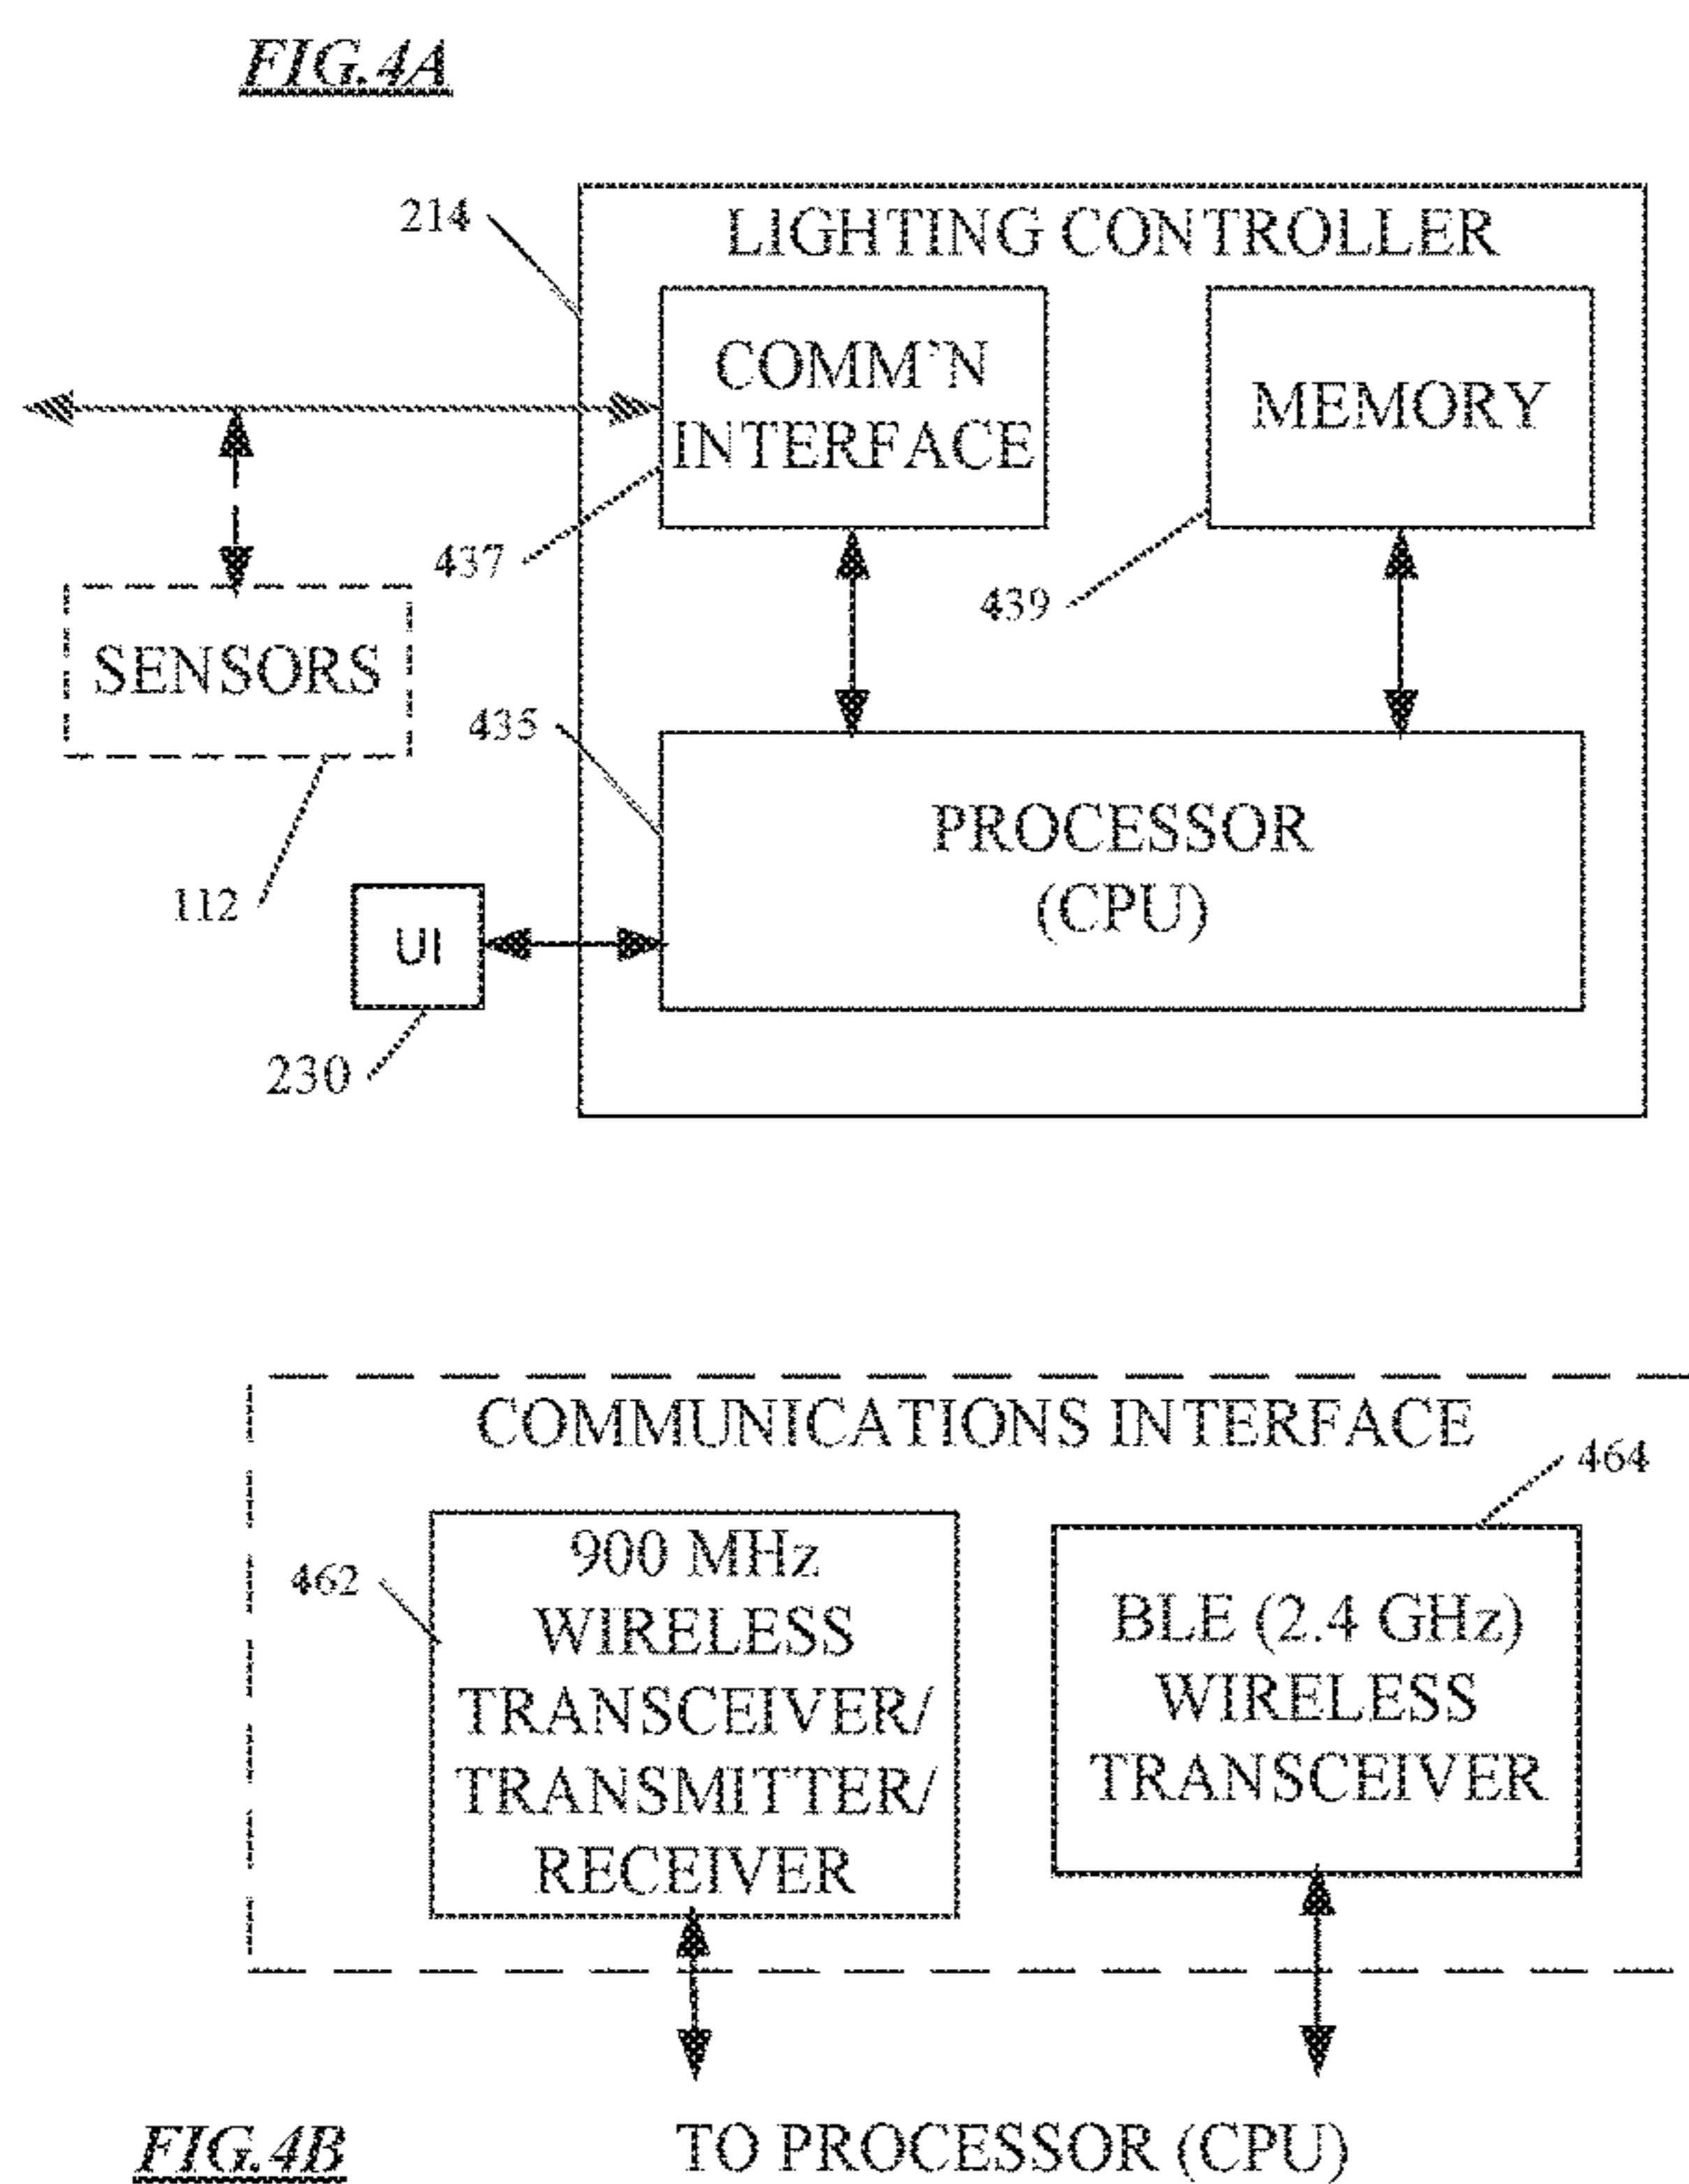 FIG.4A
214
LIGHTING CONTROLLER
COMM'N
INTERFACE
MEMORY
437
439
SENSORS
435
PROCESSOR
(CPU)
112
UI
230
COMMUNICATIONS INTERFACE
464
462
900 MHz
WIRELESS
TRANSCEIVER/
TRANSMITTER/
RECEIVER
BLE (2.4 GHz)
WIRELESS
TRANSCEIVER
FIG.4B
TO PROCESSOR (CPU)